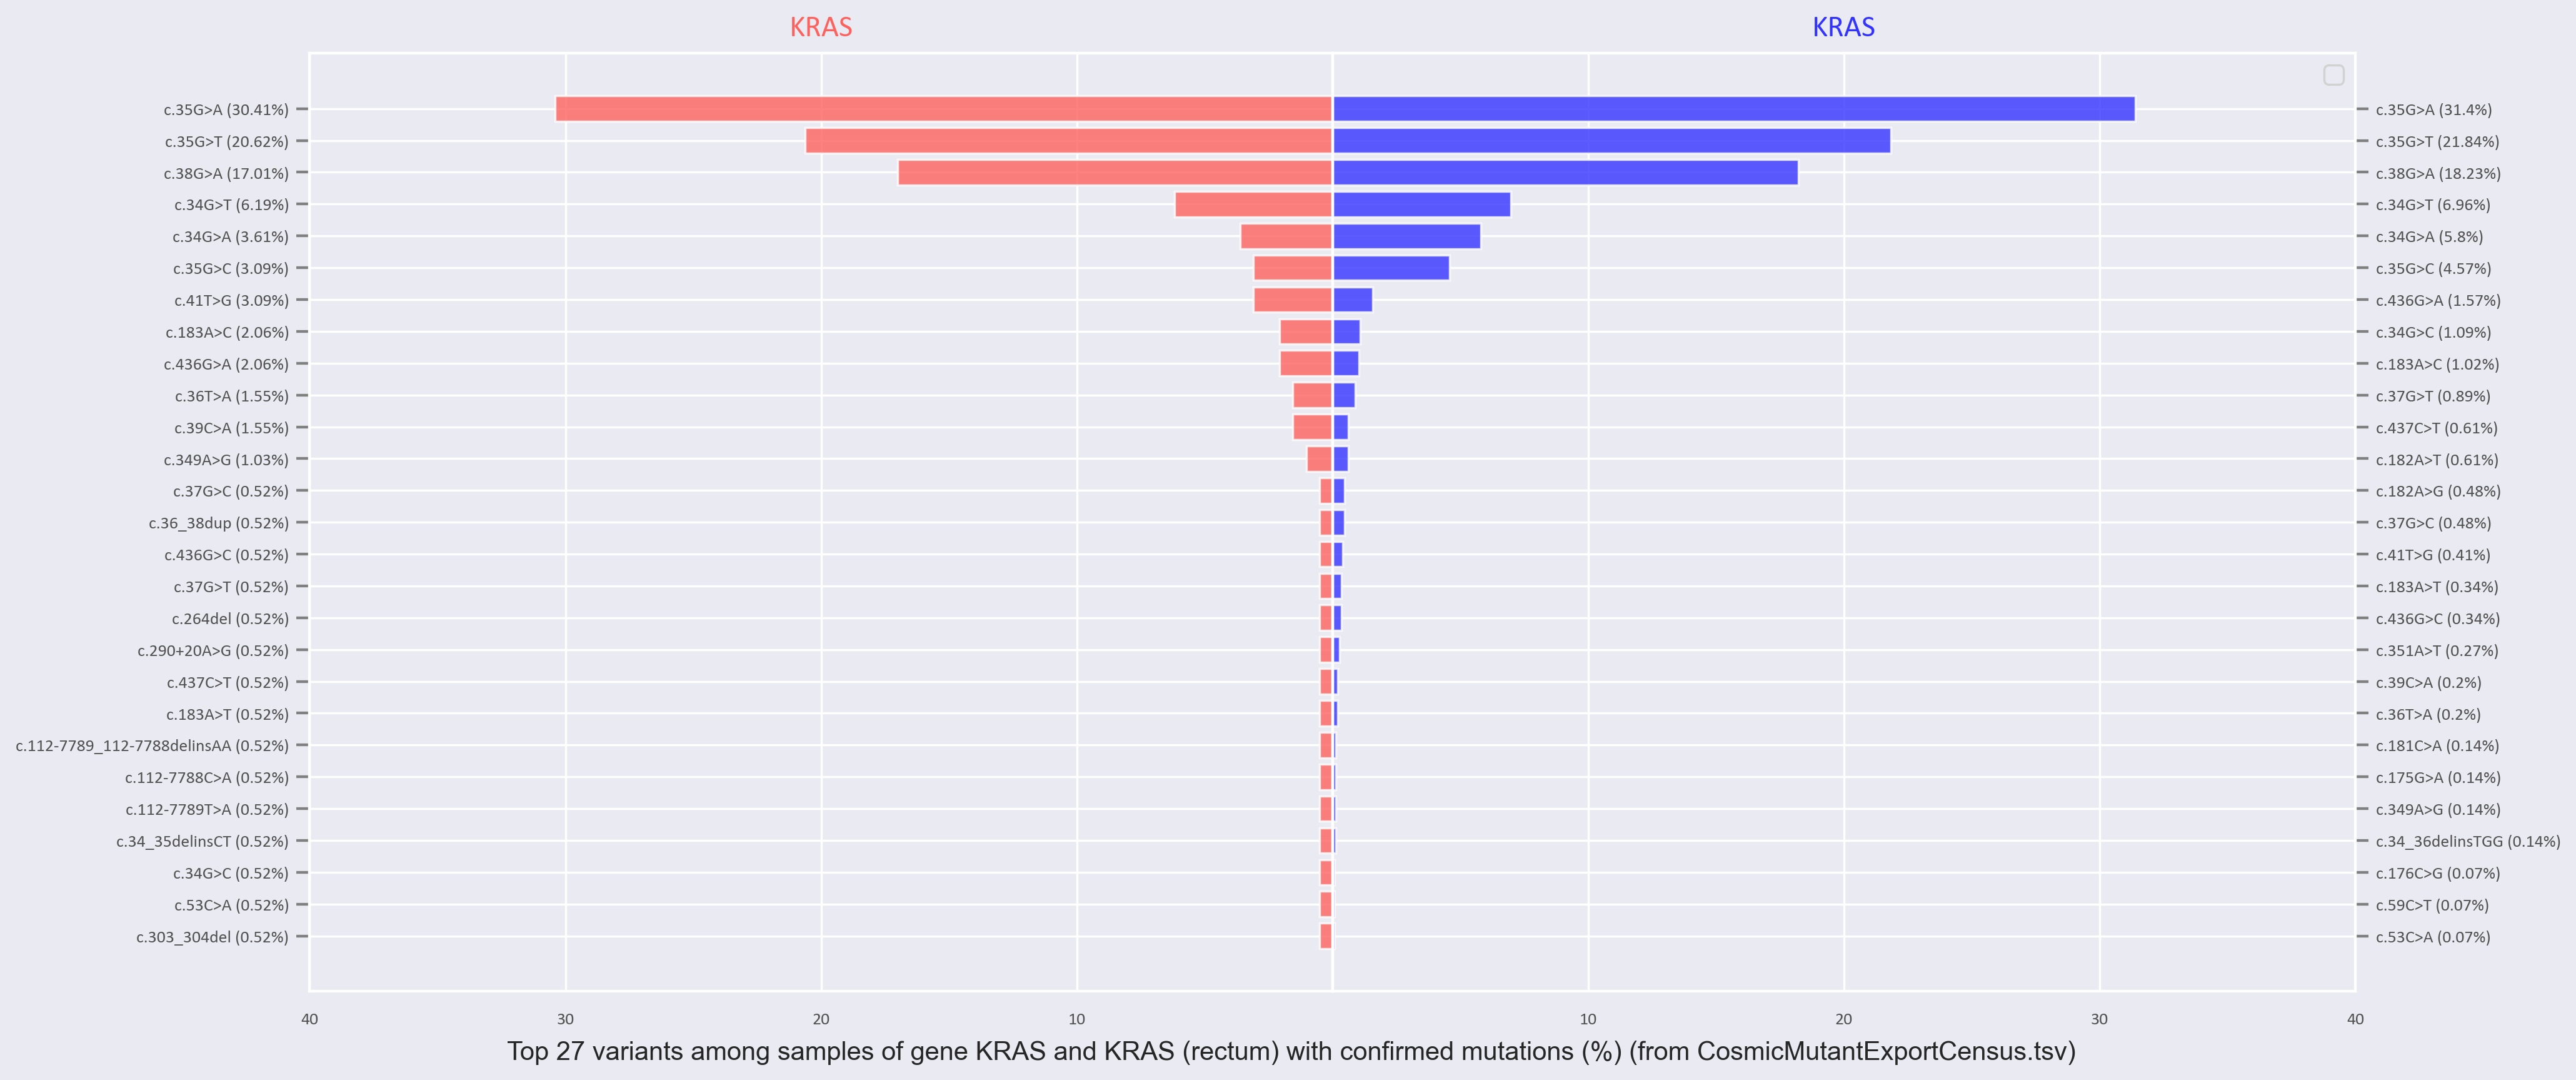 KRAS
KRAS
c.35G>A (30.41%)
c.35G>T (20.62%)
c.38G>A (17.01%)
c.34G>T (6.19%)
c.34G>A (3.61%)
c.35G>C (3.09%)
c.41T>G (3.09%)
c.183A>C (2.06%)
c.436G>A (2.06%)
c.36T>A (1.55%)
c.39C>A (1.55%)
c.349A>G (1.03%)
c.37G>C (0.52%)
c.36_38dup (0.52%)
c.436G>C (0.52%)
c.37G>T (0.52%)
c.264del (0.52%)
c.290+20A>G (0.52%)
c.437C>T (0.52%)
c.183A>T (0.52%)
c.112-7789_112-7788delinsAA (0.52%)
c.112-7788C>A (0.52%)
c.112-7789T>A (0.52%)
c.34_35delinsCT (0.52%)
c.34G>C (0.52%)
c.53C>A (0.52%)
c.303_304del (0.52%)
c.35G>A (31.4%)
c.35G>T (21.84%)
c.38G>A (18.23%)
c.34G>T (6.96%)
c.34G>A (5.8%)
c.35G>C (4.57%)
c.436G>A (1.57%)
c.34G>C (1.09%)
c.183A>C (1.02%)
c.37G>T (0.89%)
c.437C>T (0.61%)
c.182A>T (0.61%)
c.182A>G (0.48%)
c.37G>C (0.48%)
c.41T>G (0.41%)
c.183A>T (0.34%)
c.436G>C (0.34%)
c.351A>T (0.27%)
c.39C>A (0.2%)
c.36T>A (0.2%)
c.181C>A (0.14%)
c.175G>A (0.14%)
c.349A>G (0.14%)
c.34_36delinsTGG (0.14%)
c.176C>G (0.07%)
c.59C>T (0.07%)
c.53C>A (0.07%)
40 30 20 10 10 20 30 40
Top 27 variants among samples of gene KRAS and KRAS (rectum) with confirmed mutations (%) (from CosmicMutantExportCensus.tsv)